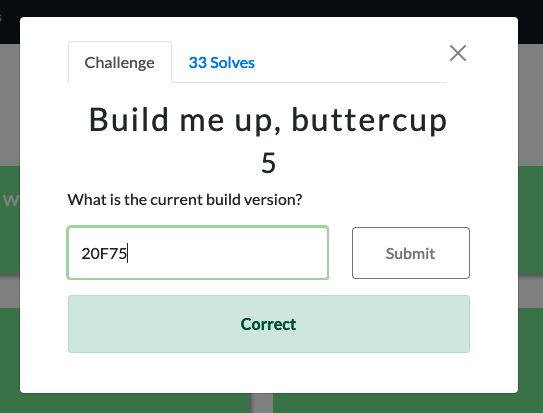 Challenge
33 Solves
Build me up, buttercup
5
What is the current build version?
20F75
Submit
Correct